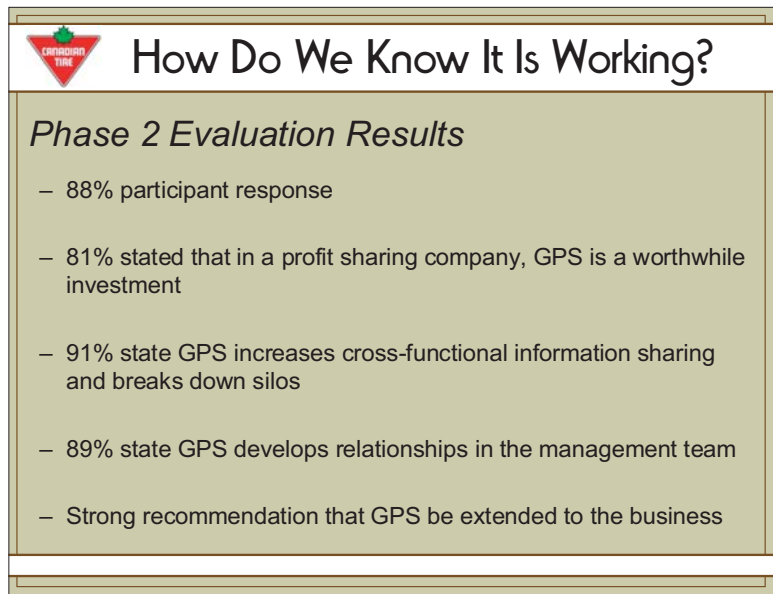 CANADIAN
TIRE
How Do We Know It Is Working?
Phase 2 Evaluation Results
– 88% participant response
– 81% stated that in a profit sharing company, GPS is a worthwhile
investment
– 91% state GPS increases cross-functional information sharing
and breaks down silos
– 89% state GPS develops relationships in the management team
– Strong recommendation that GPS be extended to the business